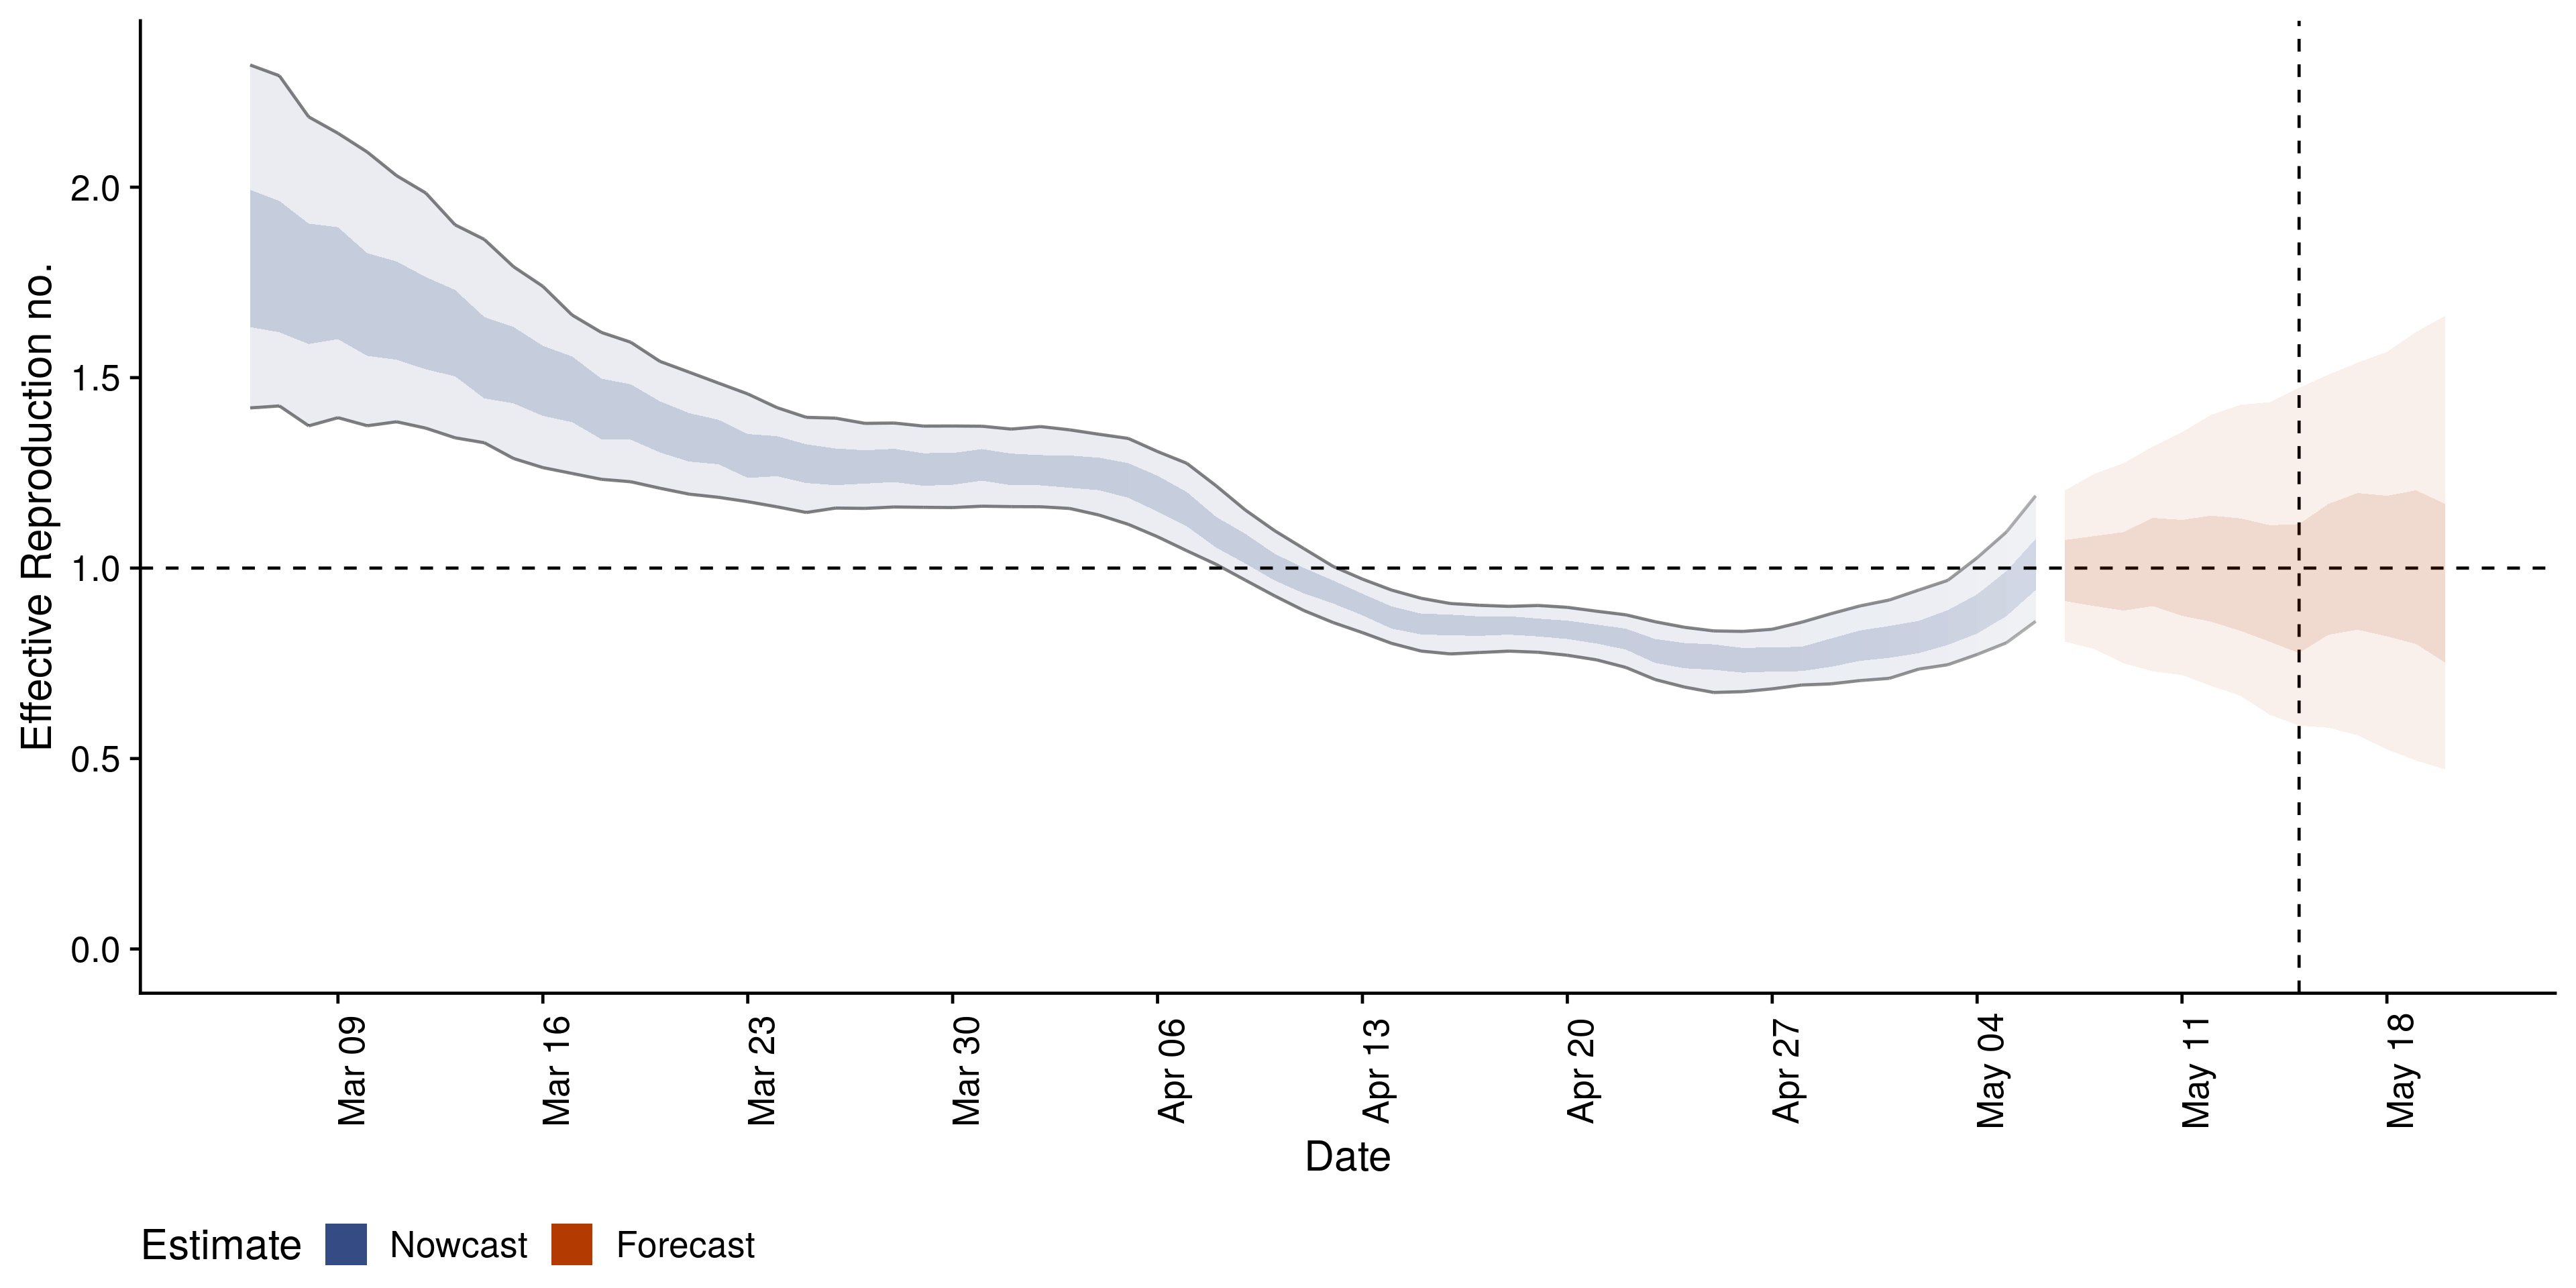 Effective Reproduction no.
2.0
1.5
1.0
0.5
0.0
Mar 09
Mar 16
Mar 23
Mar 30
Apr 06
Apr 13
Apr 20
Apr 27
May 04
May 11
May 18
Date
Estimate Nowcast Forecast